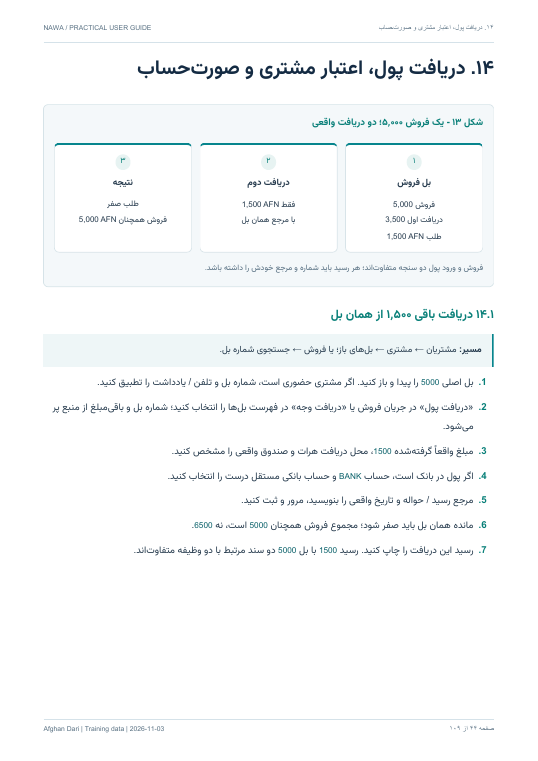 NAWA / PRACTICAL USER GUIDE
۱۴. دریافت پول، اعتبار مشتری و صورت‌حساب
۱۴. دریافت پول، اعتبار مشتری و صورت‌حساب
شکل ۱۳ - یک فروش ۵,۰۰۰؛ دو دریافت واقعی
۱
بل فروش
فروش 5,000
دریافت اول 3,500
طلب 1,500 AFN
۲
دریافت دوم
فقط 1,500 AFN
با مرجع همان بل
۳
نتیجه
طلب صفر
فروش همچنان 5,000 AFN
فروش و ورود پول دو سنجه متفاوت‌اند؛ هر رسید باید شماره و مرجع خودش را داشته باشد.
۱۴.۱ دریافت باقی ۱,۵۰۰ از همان بل
مسیر: مشتریان ← مشتری ← بل‌های باز؛ یا فروش ← جستجوی شماره بل.
1. بل اصلی 5000 را پیدا و باز کنید. اگر مشتری حضوری است، شماره بل و تلفن / یادداشت را تطبیق کنید.
2. «دریافت پول» در جریان فروش یا «دریافت وجه» در فهرست بل‌ها را انتخاب کنید؛ شماره بل و باقی‌مبلغ از منبع پر
می‌شود.
3. مبلغ واقعاً گرفته‌شده 1500، محل دریافت هرات و صندوق واقعی را مشخص کنید.
4. اگر پول در بانک است، حساب BANK و حساب بانکی مستقل درست را انتخاب کنید.
5. مرجع رسید / حواله و تاریخ واقعی را بنویسید، مرور و ثبت کنید.
6. مانده همان بل باید صفر شود؛ مجموع فروش همچنان 5000 است، نه 6500.
7. رسید این دریافت را چاپ کنید. رسید 1500 با بل 5000 دو سند مرتبط با دو وظیفه متفاوت‌اند.
Afghan Dari | Training data | 2026-11-03
صفحه ۴۴ از ۱۰۹